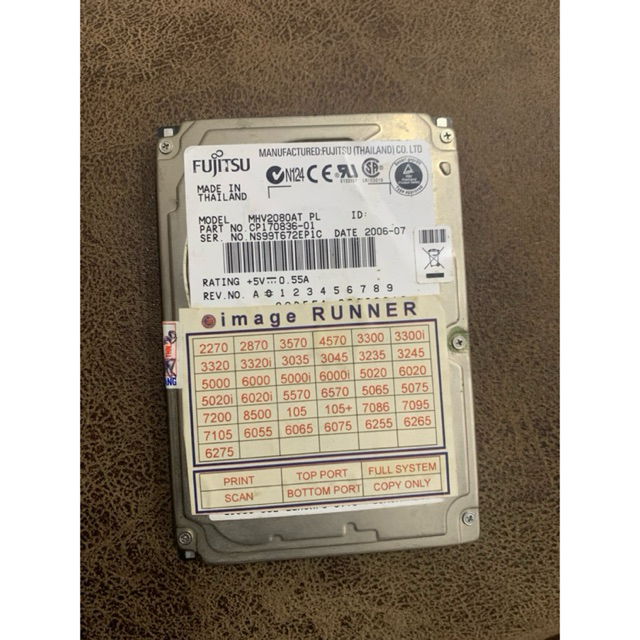 FUJITSU
MANUFACTURED:FUJITSU (THAILAND) CO. LTD
N124 CE
MADE IN
THAILAND
MODEL MHV2080AT PL ID:
PART NO.CP170836-01
SER. NO.NS99T672EP1C DATE 2006-07
RATING +5V⎓0.55A
REV.NO. A 0 1 2 3 4 5 6 7 8 9
image RUNNER
2270 2870 3570 4570 3300 3300i
3320 3320i 3035 3045 3235 3245
5000 6000 5000i 6000i 5020 6020
5020i 6020i 5570 6570 5065 5075
7200 8500 105 105+ 7086 7095
7105 6055 6065 6075 6255 6265
6275
PRINT TOP PORT FULL SYSTEM
SCAN BOTTOM PORT COPY ONLY